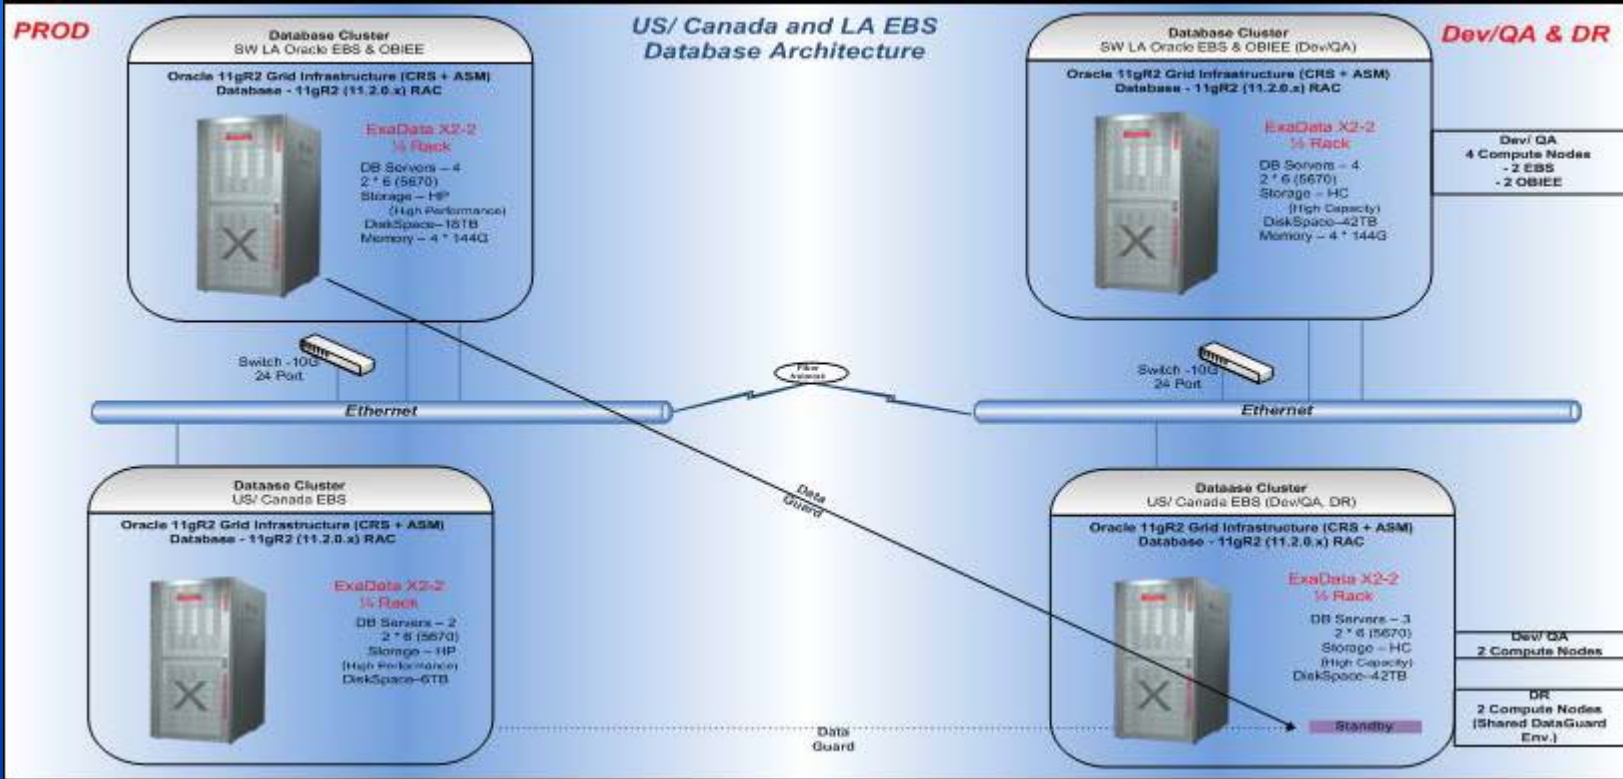 PROD
US/ Canada and LA EBS
Database Architecture
Dev/QA & DR
Database Cluster
SW LA Oracle EBS & OBIEE
Oracle 11gR2 Grid Infrastructure (CRS + ASM)
Database - 11gR2 (11.2.0.x) RAC
ExaData X2-2
Rack
DB Servers – 4
2 * 6 (5670)
Storage – HP
(High Performance)
DiskSpace–18TB
Memory – 4 * 144G
Switch -10G
24 Port
Ethernet
Database Cluster
SW LA Oracle EBS & OBIEE (Dev/QA)
Oracle 11gR2 Grid Infrastructure (CRS + ASM)
Database - 11gR2 (11.2.0.x) RAC
ExaData X2-2
Rack
DB Servers – 4
2 * 6 (5670)
Storage – HC
(High Capacity)
DiskSpace–42TB
Memory – 4 * 144G
Dev/ QA
4 Compute Nodes
- 2 EBS
- 2 OBIEE
Switch -10G
24 Port
Ethernet
Fiber
Dataase Cluster
US/ Canada EBS
Oracle 11gR2 Grid Infrastructure (CRS + ASM)
Database - 11gR2 (11.2.0.x) RAC
ExaData X2-2
Rack
DB Servers – 2
2 * 6 (5670)
Storage – HP
(High Performance)
DiskSpace–6TB
Data
Guard
Data
Guard
Dataase Cluster
US/ Canada EBS (Dev/QA, DR)
Oracle 11gR2 Grid Infrastructure (CRS + ASM)
Database - 11gR2 (11.2.0.x) RAC
ExaData X2-2
Rack
DB Servers – 3
2 * 6 (5670)
Storage – HC
(High Capacity)
DiskSpace–42TB
Standby
Dev/ QA
2 Compute Nodes
DR
2 Compute Nodes
(Shared DataGuard
Env.)